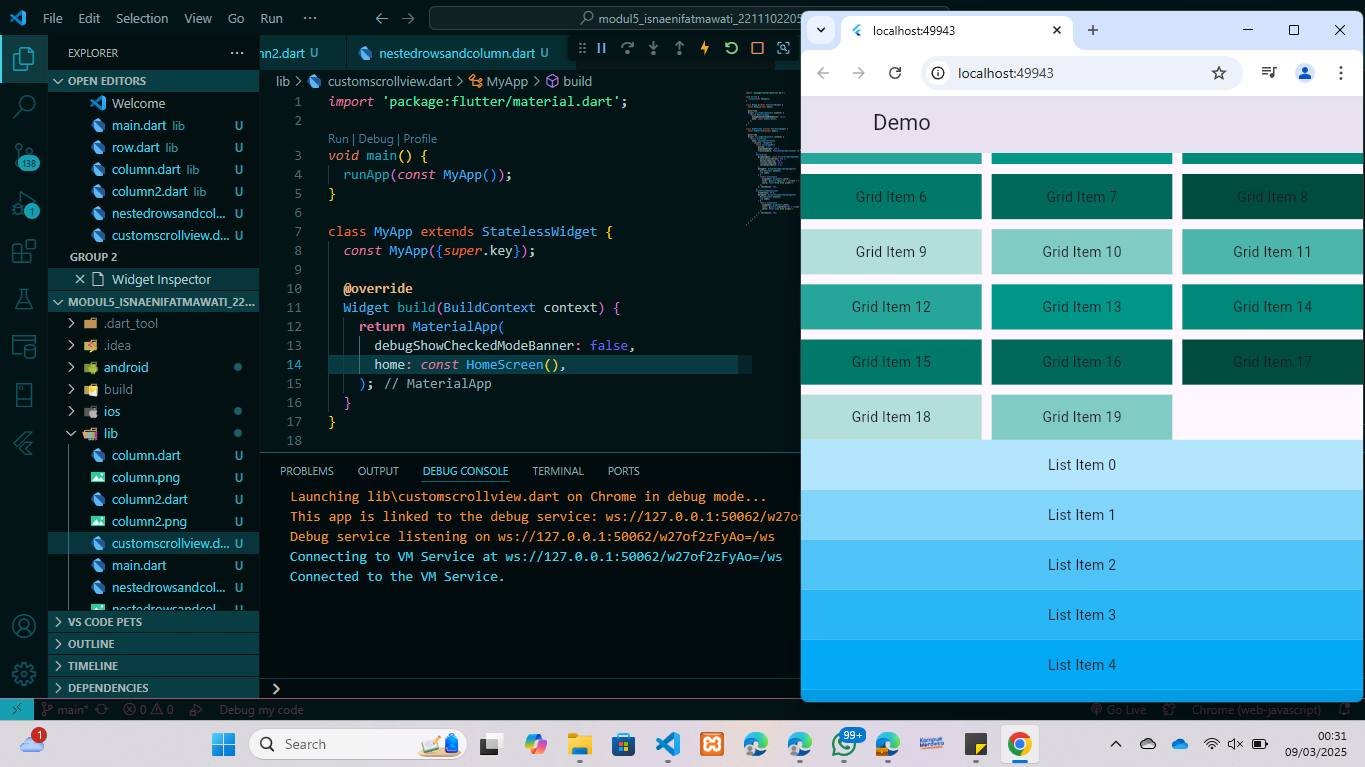 File Edit Selection View Go Run ···
modul5_isnaenifatmawati_2211102205
EXPLORER
OPEN EDITORS
Welcome
main.dart lib U
row.dart lib U
column.dart lib U
column2.dart lib U
nestedrowsandcol... U
customscrollview.d... U
GROUP 2
Widget Inspector
MODUL5_ISNAENIFATMAWATI_22...
.dart_tool
.idea
android
build
ios
lib
column.dart U
column.png U
column2.dart U
column2.png U
customscrollview.d... U
main.dart U
nestedrowsandcol... U
nestedrowsandcol... U
VS CODE PETS
OUTLINE
TIMELINE
DEPENDENCIES
138
1
n2.dart U
nestedrowsandcolumn.dart U
lib > customscrollview.dart > MyApp > build
1 import 'package:flutter/material.dart';
2
Run | Debug | Profile
3 void main() {
4 runApp(const MyApp());
5 }
6
7 class MyApp extends StatelessWidget {
8 const MyApp({super.key});
9
10 @override
11 Widget build(BuildContext context) {
12 return MaterialApp(
13 debugShowCheckedModeBanner: false,
14 home: const HomeScreen(),
15 ); // MaterialApp
16 }
17 }
18
PROBLEMS OUTPUT DEBUG CONSOLE TERMINAL PORTS
Launching lib\customscrollview.dart on Chrome in debug mode...
This app is linked to the debug service: ws://127.0.0.1:50062/w27of
Debug service listening on ws://127.0.0.1:50062/w27of2zFyAo=/ws
Connecting to VM Service at ws://127.0.0.1:50062/w27of2zFyAo=/ws
Connected to the VM Service.
localhost:49943
localhost:49943
Demo
Grid Item 6 Grid Item 7 Grid Item 8
Grid Item 9 Grid Item 10 Grid Item 11
Grid Item 12 Grid Item 13 Grid Item 14
Grid Item 15 Grid Item 16 Grid Item 17
Grid Item 18 Grid Item 19
List Item 0
List Item 1
List Item 2
List Item 3
List Item 4
main* 0 0 Debug my code Go Live Chrome (web-javascript)
1
Search
99+
Kampus
Merdeka
00:31
09/03/2025